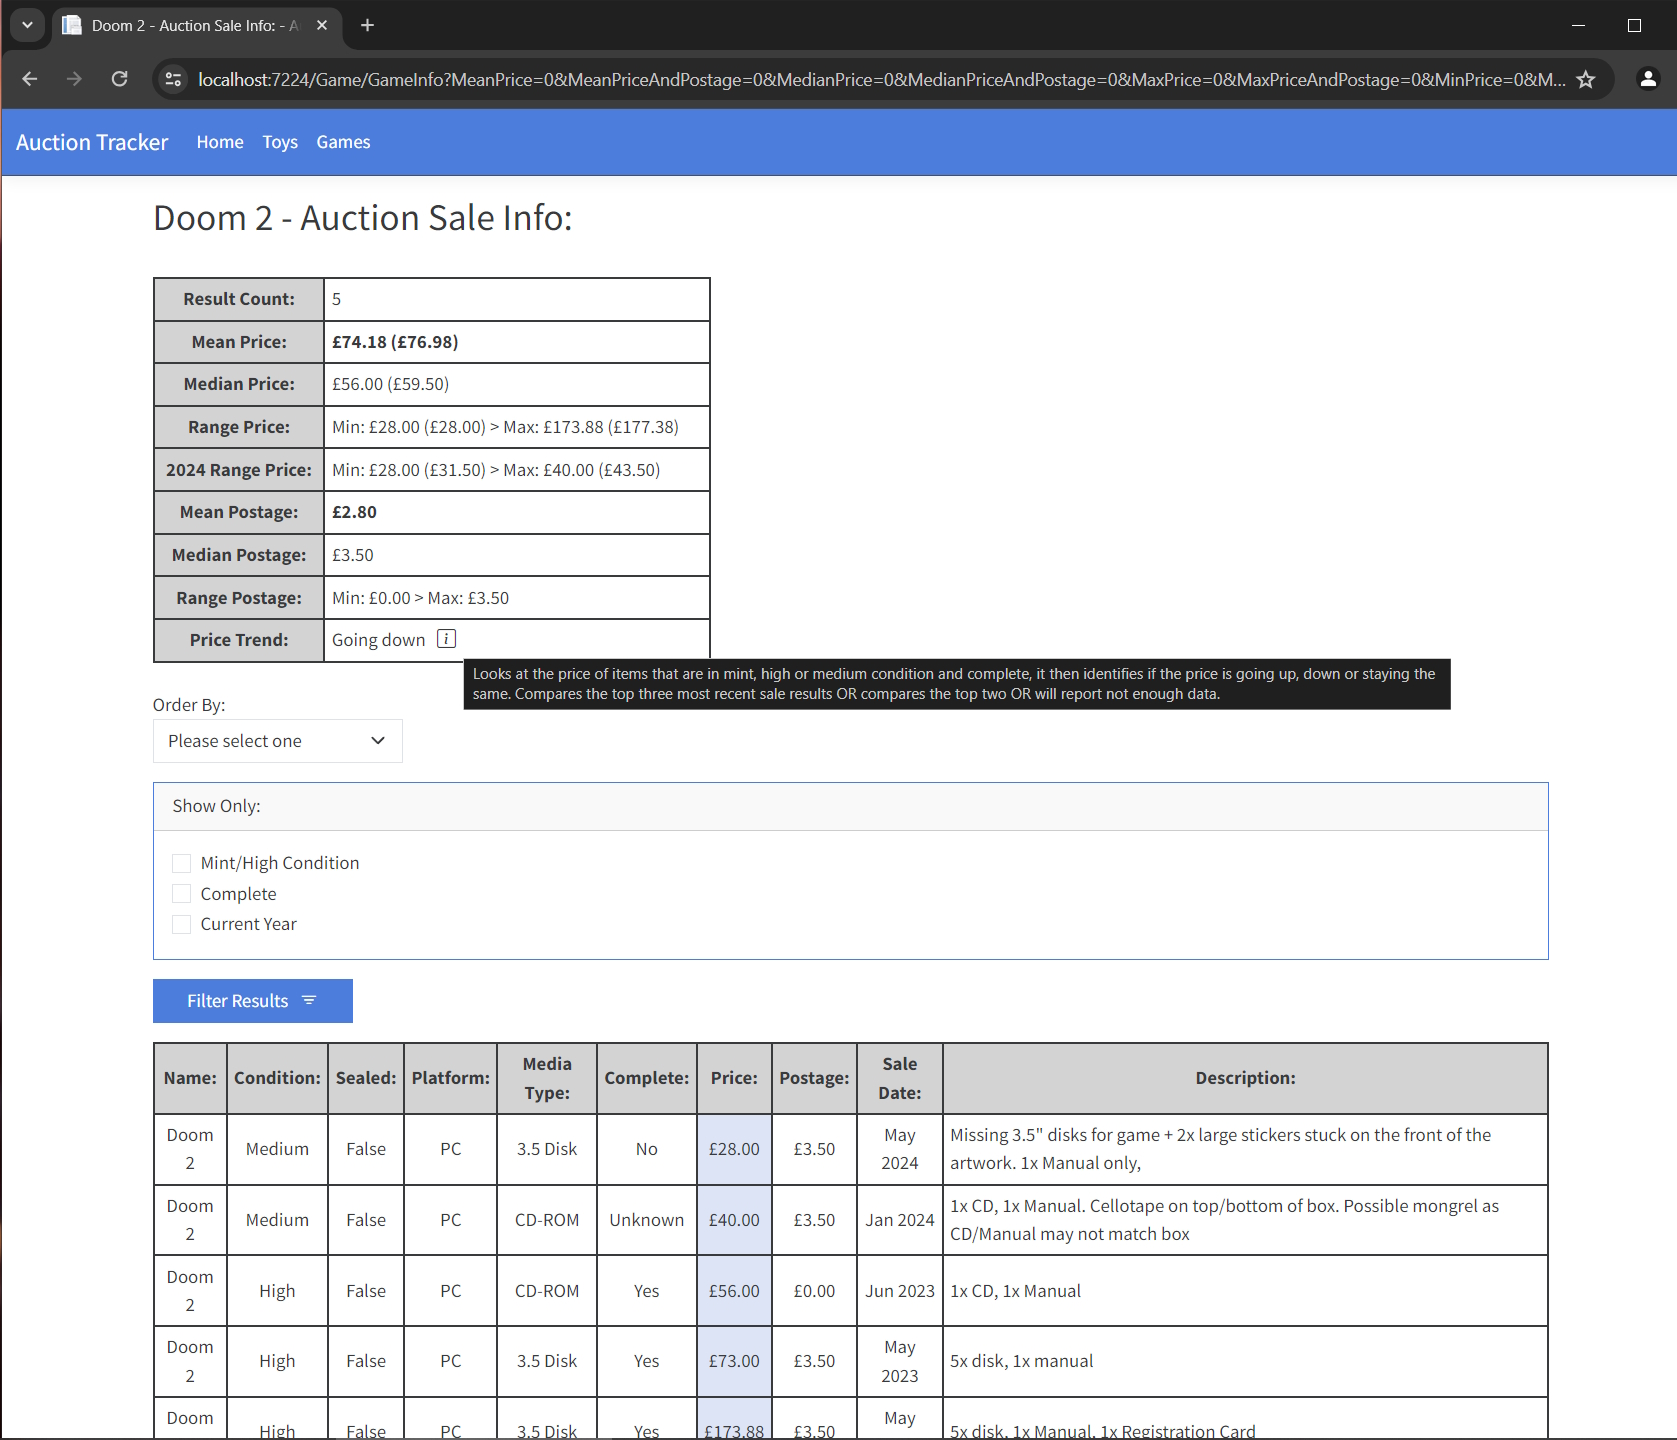 Doom 2 - Auction Sale Info: - A
localhost:7224/Game/GameInfo?MeanPrice=0&MeanPriceAndPostage=0&MedianPrice=0&MedianPriceAndPostage=0&MaxPrice=0&MaxPriceAndPostage=0&MinPrice=0&M...
Auction Tracker Home Toys Games
Doom 2 - Auction Sale Info:
Result Count: 5
Mean Price: £74.18 (£76.98)
Median Price: £56.00 (£59.50)
Range Price: Min: £28.00 (£28.00) > Max: £173.88 (£177.38)
2024 Range Price: Min: £28.00 (£31.50) > Max: £40.00 (£43.50)
Mean Postage: £2.80
Median Postage: £3.50
Range Postage: Min: £0.00 > Max: £3.50
Price Trend: Going down i
Looks at the price of items that are in mint, high or medium condition and complete, it then identifies if the price is going up, down or staying the
same. Compares the top three most recent sale results OR compares the top two OR will report not enough data.
Order By:
Please select one
Show Only:
Mint/High Condition
Complete
Current Year
Filter Results
Name: Condition: Sealed: Platform: Media Type: Complete: Price: Postage: Sale Date: Description:
Doom 2 Medium False PC 3.5 Disk No £28.00 £3.50 May 2024 Missing 3.5" disks for game + 2x large stickers stuck on the front of the
artwork. 1x Manual only,
Doom 2 Medium False PC CD-ROM Unknown £40.00 £3.50 Jan 2024 1x CD, 1x Manual. Cellotape on top/bottom of box. Possible mongrel as
CD/Manual may not match box
Doom 2 High False PC CD-ROM Yes £56.00 £0.00 Jun 2023 1x CD, 1x Manual
Doom 2 High False PC 3.5 Disk Yes £73.00 £3.50 May 2023 5x disk, 1x manual
Doom High False PC 3.5 Disk Yes £173.88 £3.50 May 5x disk, 1x Manual, 1x Registration Card